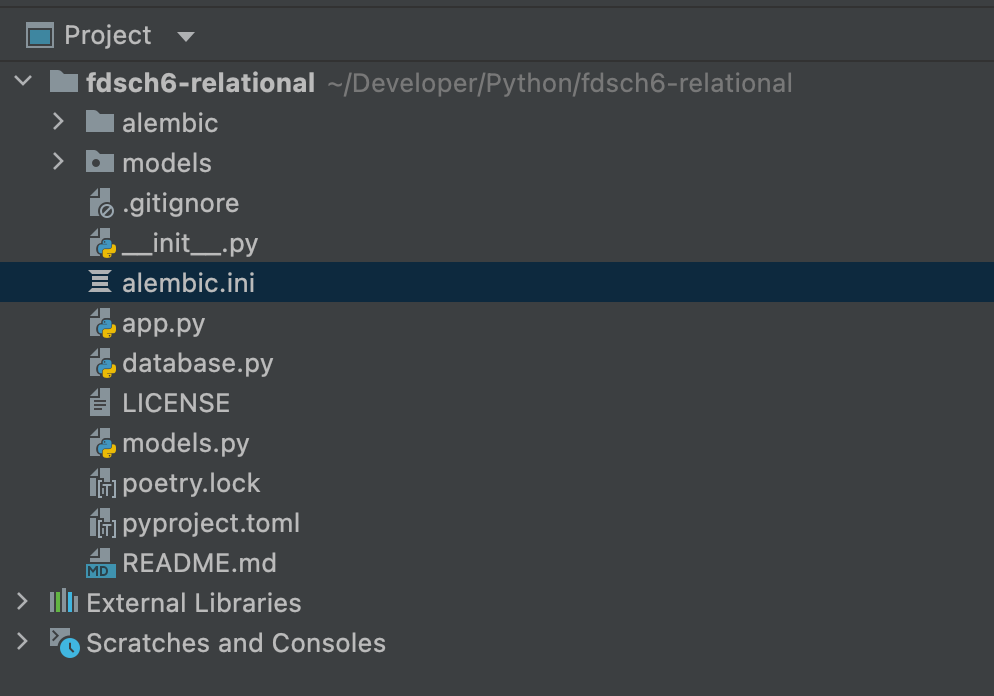 Project
fdsch6-relational ~/Developer/Python/fdsch6-relational
alembic
models
.gitignore
__init__.py
alembic.ini
app.py
database.py
LICENSE
models.py
poetry.lock
pyproject.toml
MD README.md
External Libraries
Scratches and Consoles